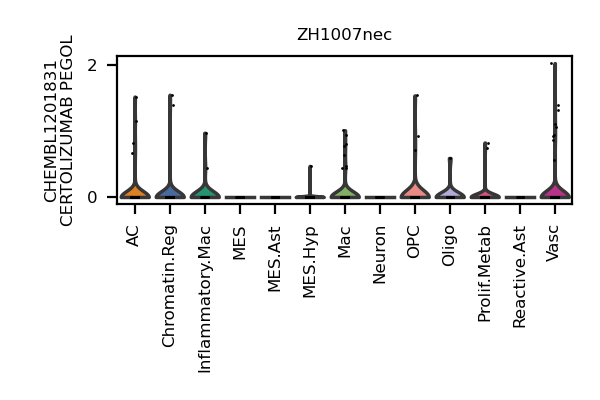 ZH1007nec
CHEMBL1201831
CERTOLIZUMAB PEGOL
2
0
AC
Chromatin.Reg
Inflammatory.Mac
MES
MES.Ast
MES.Hyp
Mac
Neuron
OPC
Oligo
Prolif.Metab
Reactive.Ast
Vasc